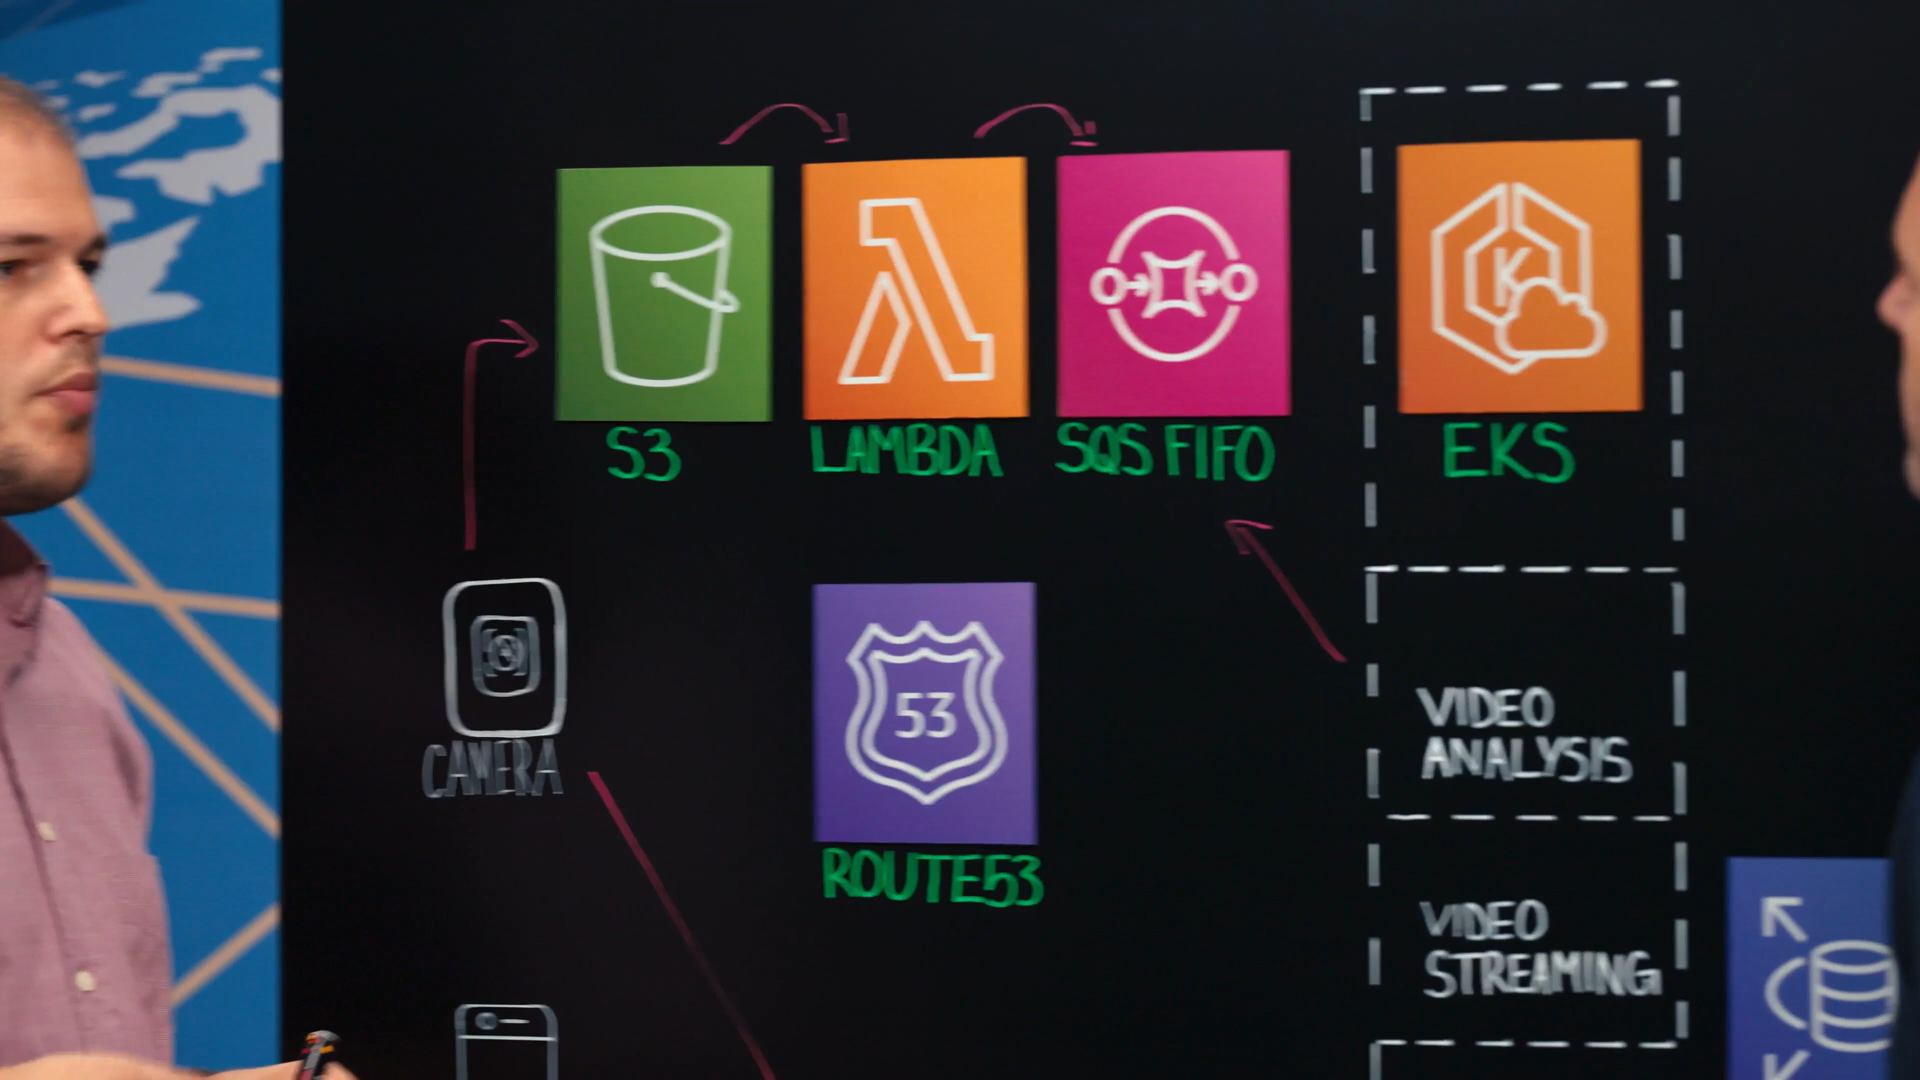 S3
LAMBDA
SQS FIFO
K
EKS
CAMERA
53
ROUTE53
VIDEO
ANALYSIS
VIDEO
STREAMING